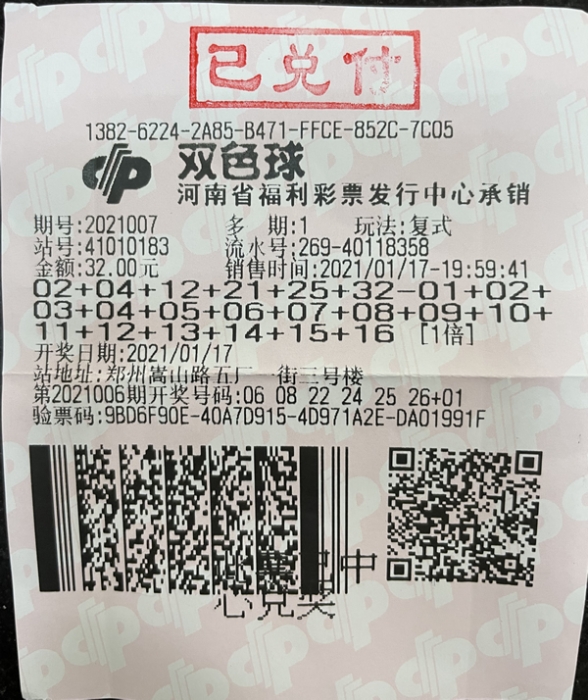 已兑付
1382-6224-2A85-B471-FFCE-852C-7C05
双色球
河南省福利彩票发行中心承销
期号:2021007 多 期:1 玩法:复式
站号:41010183 流水号:269-40118358
金额:32.00元 销售时间:2021/01/17-19:59:41
02+04+12+21+25+32-01+02+
03+04+05+06+07+08+09+10+
11+12+13+14+15+16 [1倍]
开奖日期:2021/01/17
站地址:郑州嵩山路五厂 一街三号楼
第2021006期开奖号码:06 08 22 24 25 26+01
验票码:9BD6F90E-40A7D915-4D971A2E-DA01991F
中
心兑奖